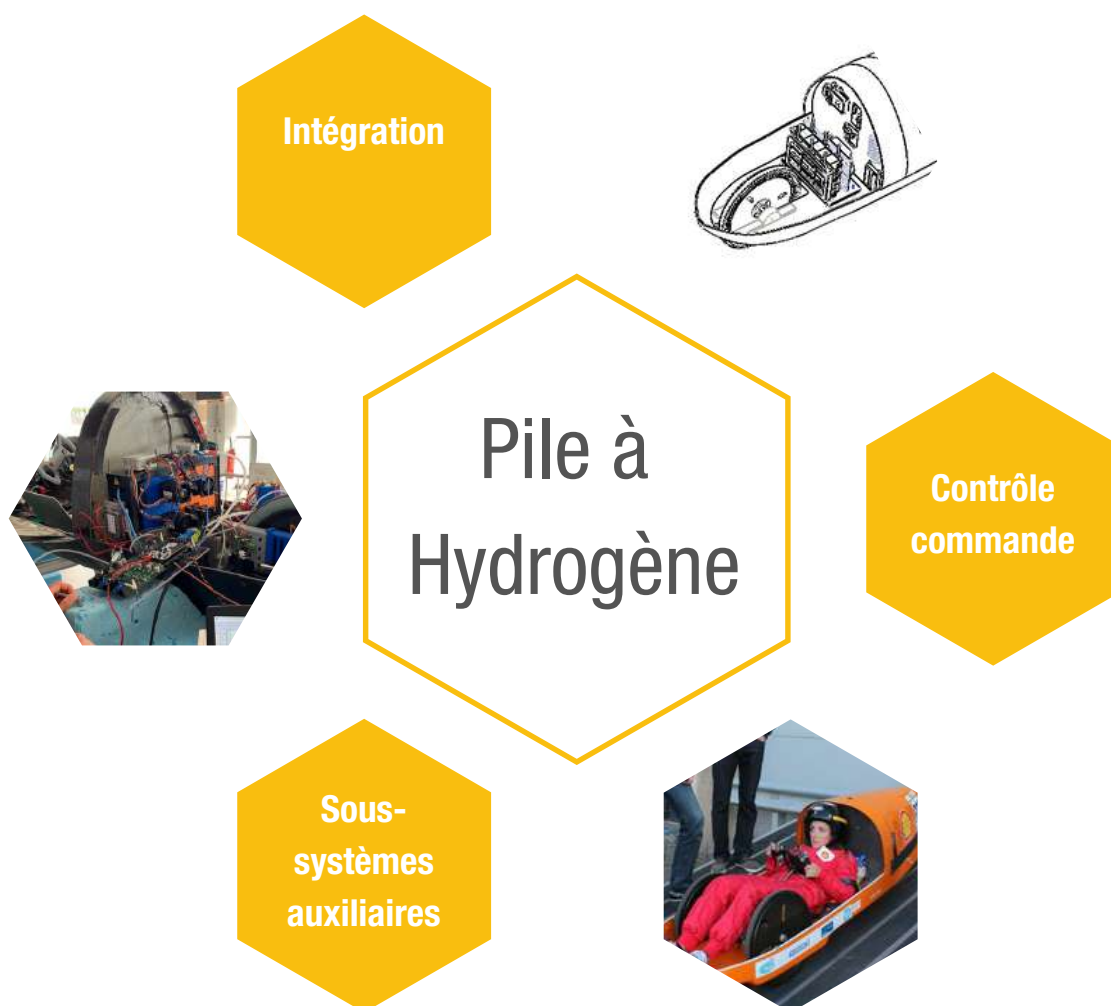 Intégration
Pile à
Hydrogène
Contrôle
commande
Sous-
systèmes
auxiliaires